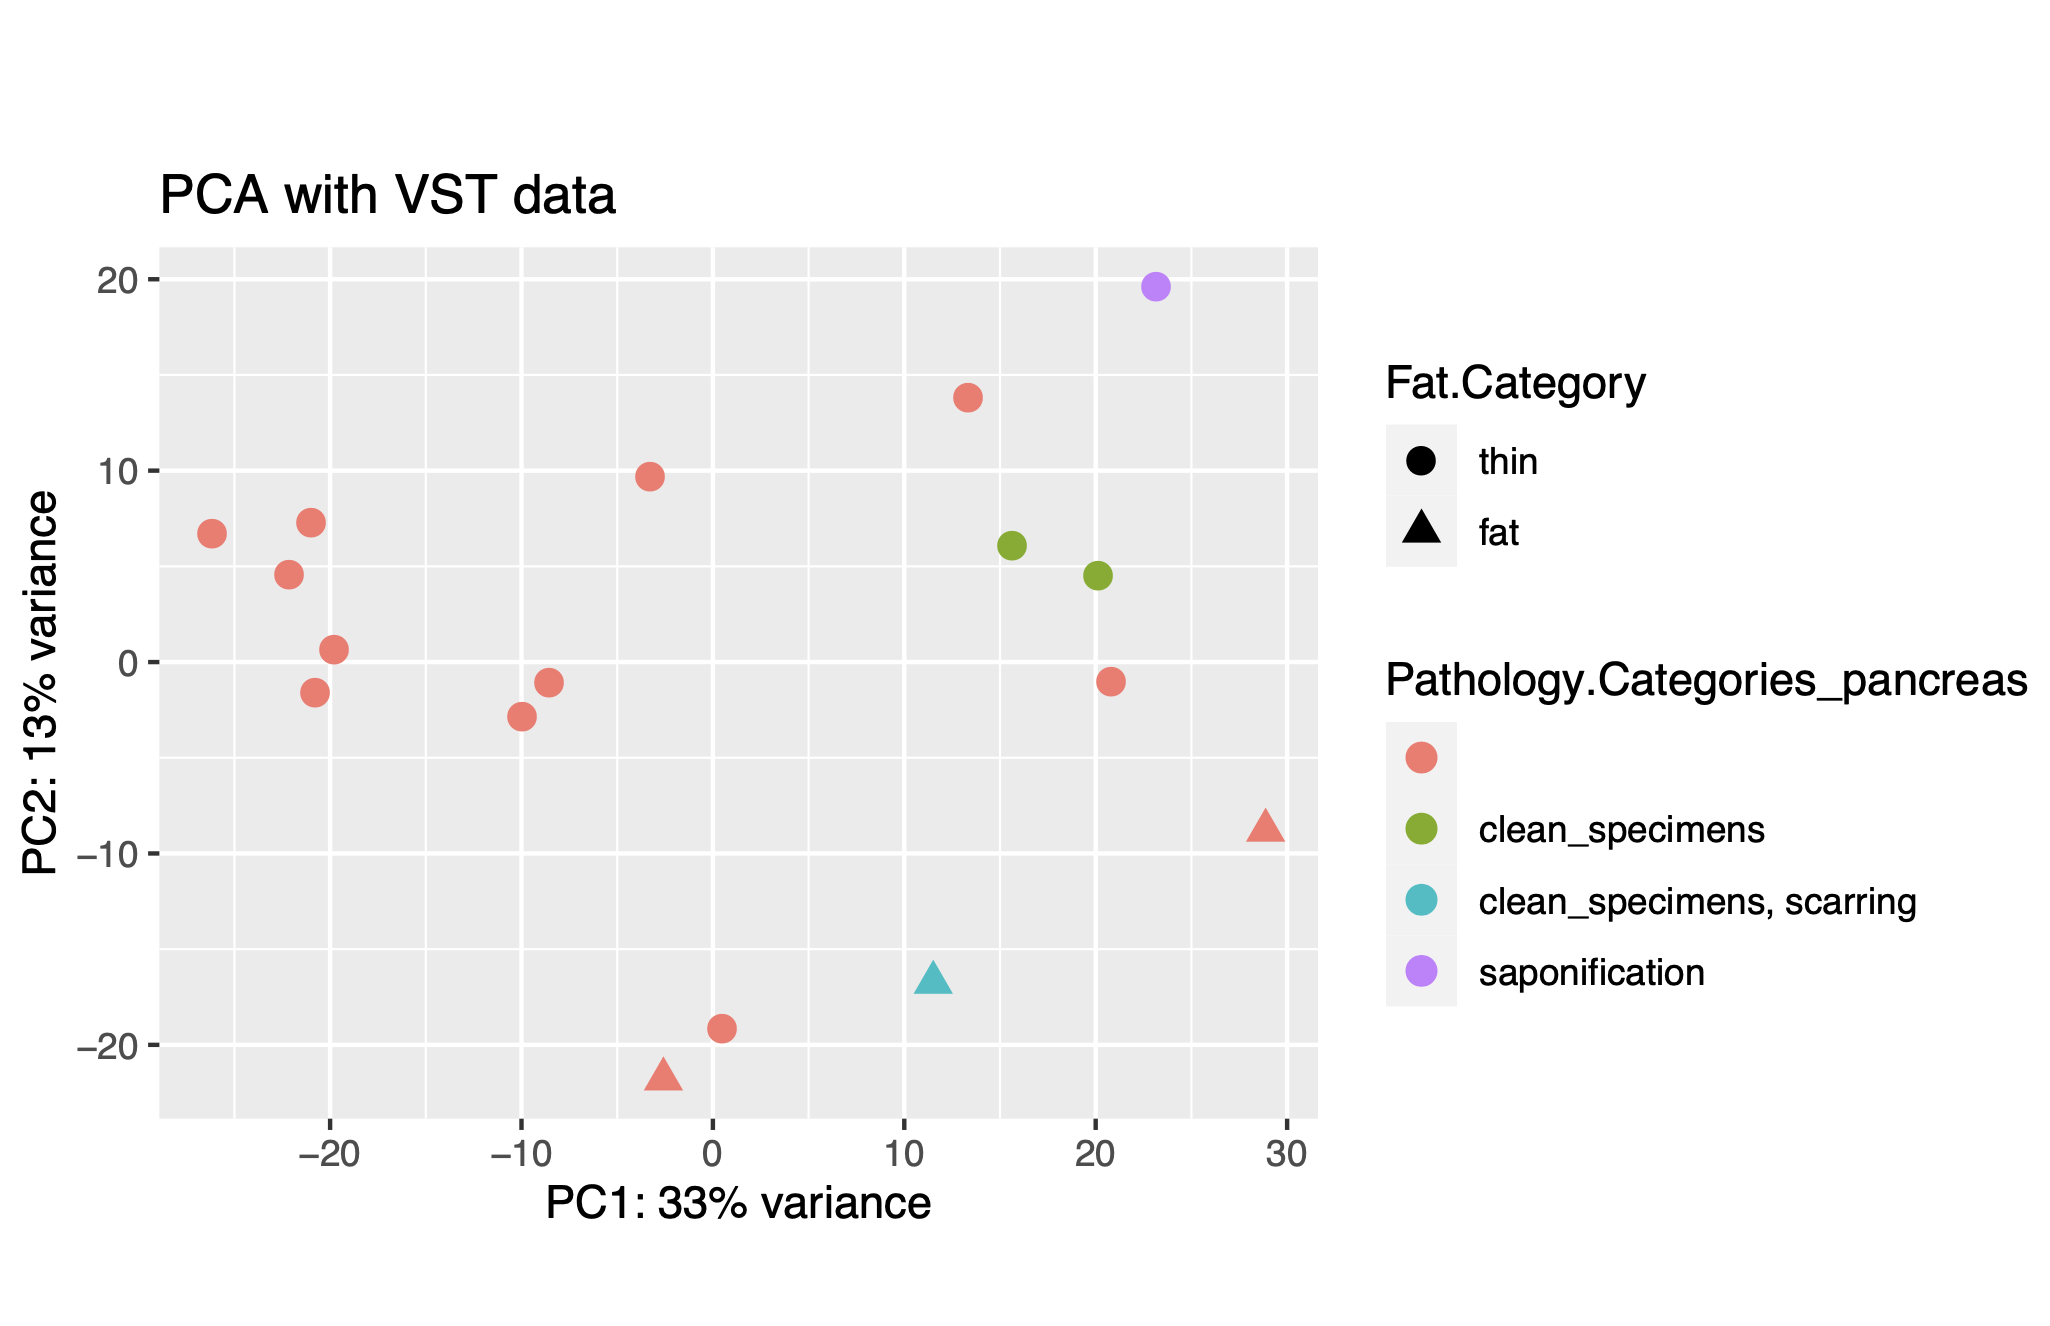 PCA with VST data
20
10
0
−10
−20
PC2: 13% variance
−20
−10
0
10
20
30
PC1: 33% variance
Fat.Category
thin
fat
Pathology.Categories_pancreas
clean_specimens
clean_specimens, scarring
saponification